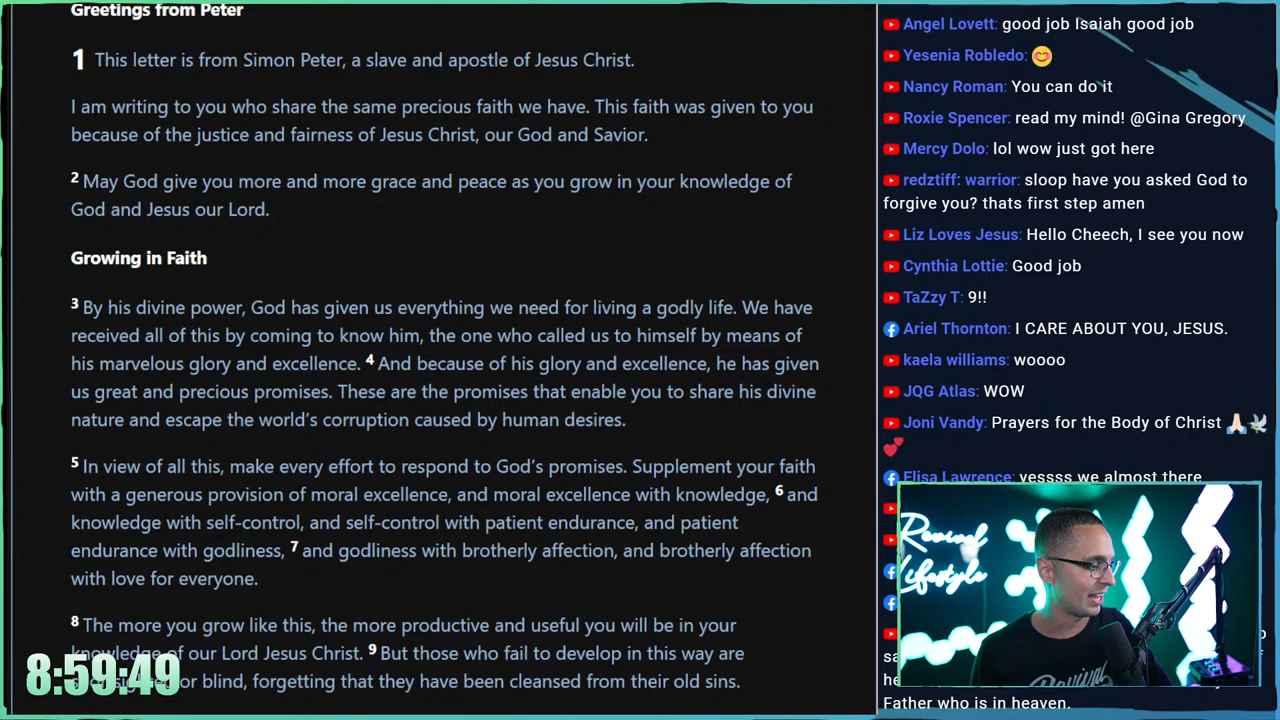 Greetings from Peter
1 This letter is from Simon Peter, a slave and apostle of Jesus Christ.
I am writing to you who share the same precious faith we have. This faith was given to you
because of the justice and fairness of Jesus Christ, our God and Savior.
2 May God give you more and more grace and peace as you grow in your knowledge of
God and Jesus our Lord.
Growing in Faith
3 By his divine power, God has given us everything we need for living a godly life. We have
received all of this by coming to know him, the one who called us to himself by means of
his marvelous glory and excellence. 4 And because of his glory and excellence, he has given
us great and precious promises. These are the promises that enable you to share his divine
nature and escape the world’s corruption caused by human desires.
5 In view of all this, make every effort to respond to God’s promises. Supplement your faith
with a generous provision of moral excellence, and moral excellence with knowledge, 6 and
knowledge with self-control, and self-control with patient endurance, and patient
endurance with godliness, 7 and godliness with brotherly affection, and brotherly affection
with love for everyone.
8 The more you grow like this, the more productive and useful you will be in your
knowledge of our Lord Jesus Christ. 9 But those who fail to develop in this way are
or blind, forgetting that they have been cleansed from their old sins.
8:59:49
Angel Lovett: good job Isaiah good job
Yesenia Robledo: 😊
Nancy Roman: You can do it
Roxie Spencer: read my mind! @Gina Gregory
Mercy Dolo: lol wow just got here
redztiff: warrior: sloop have you asked God to
forgive you? thats first step amen
Liz Loves Jesus: Hello Cheech, I see you now
Cynthia Lottie: Good job
TaZzy T: 9!!
Ariel Thornton: I CARE ABOUT YOU, JESUS.
kaela williams: woooo
JQG Atlas: WOW
Joni Vandy: Prayers for the Body of Christ 🙏🏻🕊️
💕
Elisa Lawrence: yessss we almost there
Revival
Lifestyle
Revival
Father who is in heaven.